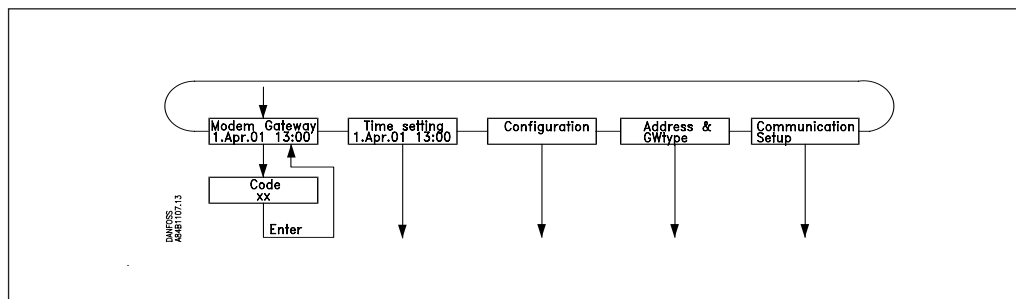 Modem Gateway
1.Apr.01 13:00
Time setting
1.Apr.01 13:00
Configuration
Address &
GWtype
Communication
Setup
Code
xx
Enter
DANFOSS
A84B1107.13